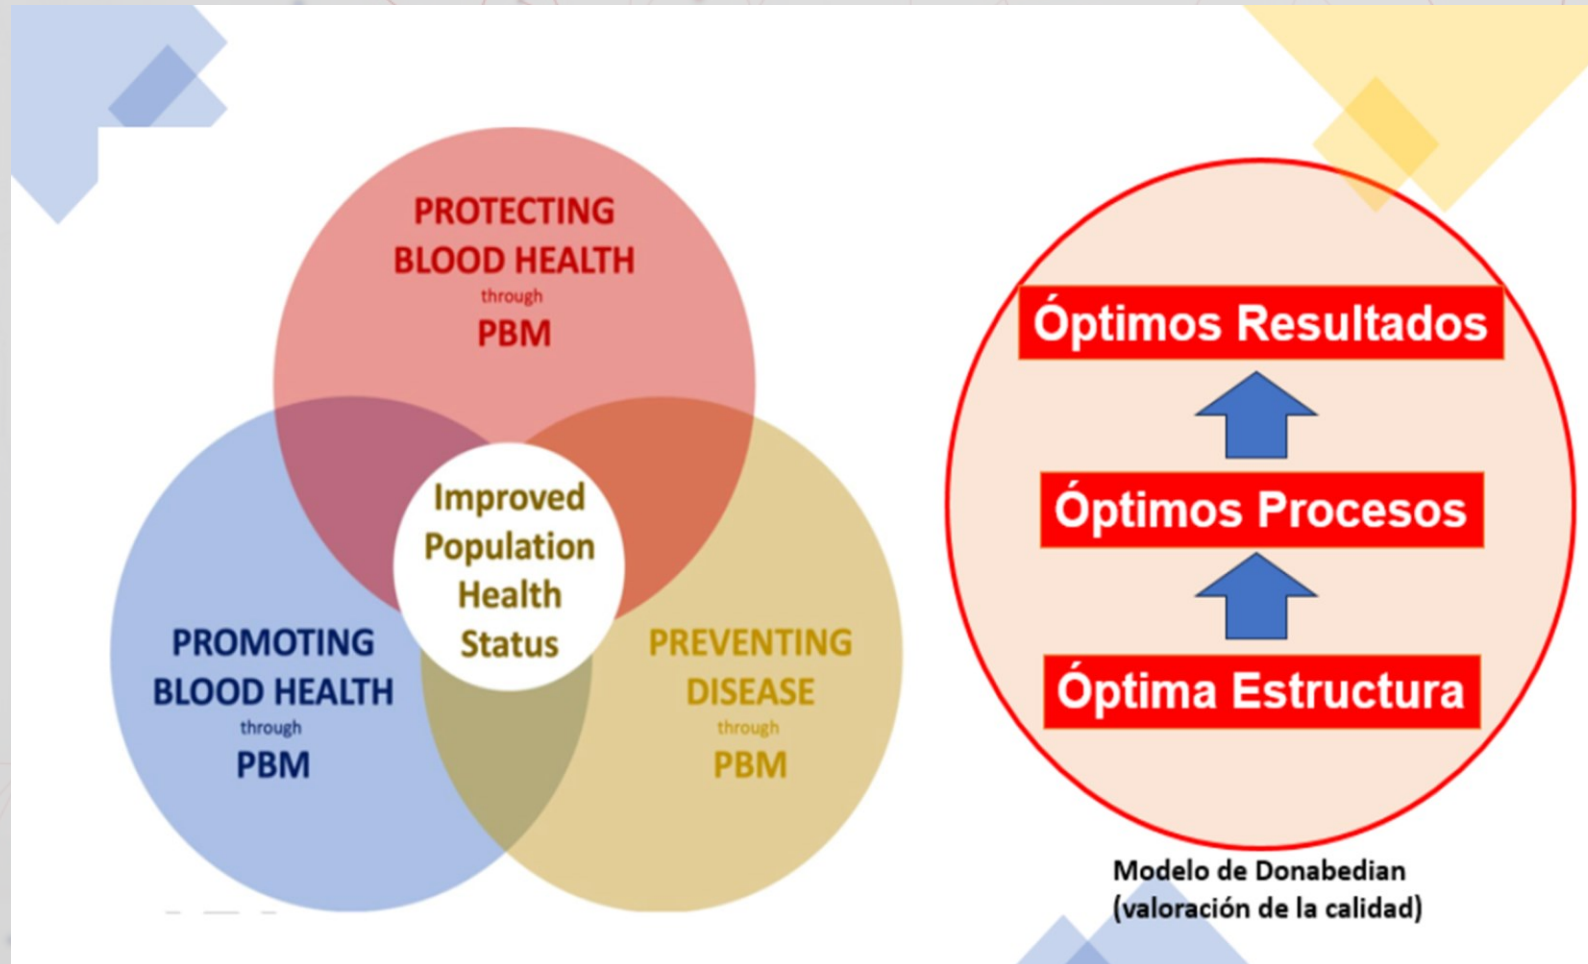 PROTECTING
BLOOD HEALTH
through
PBM
Improved
Population
Health
Status
PROMOTING
BLOOD HEALTH
through
PBM
PREVENTING
DISEASE
through
PBM
Óptimos Resultados
Óptimos Procesos
Óptima Estructura
Modelo de Donabedian
(valoración de la calidad)